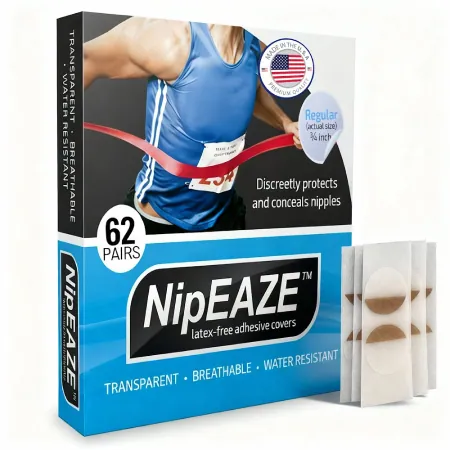 TRANSPARENT • BREATHABLE
• WATER RESISTANT
MADE IN THE U.S.A
PREMIUM QUALITY
Regular
(actual size)
¾ inch
Discreetly protects
and conceals nipples
62
PAIRS
NipEAZE
NipEAZE™
latex-free adhesive covers
TRANSPARENT • BREATHABLE • WATER RESISTANT